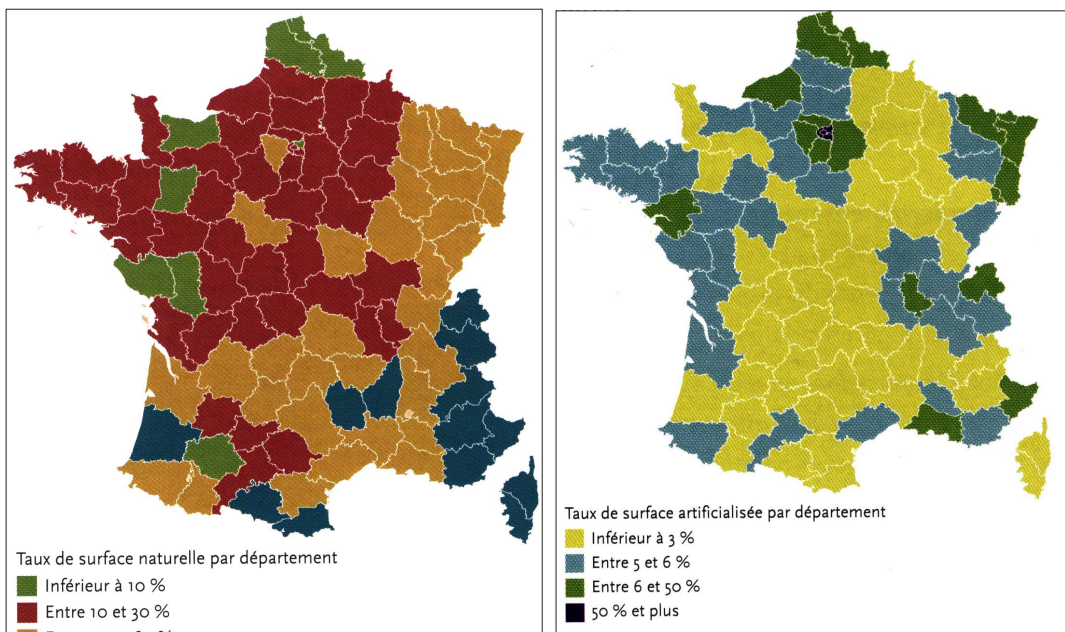 Taux de surface naturelle par département
Inférieur à 10 %
Entre 10 et 30 %
Taux de surface artificialisée par département
Inférieur à 3 %
Entre 5 et 6 %
Entre 6 et 50 %
50 % et plus